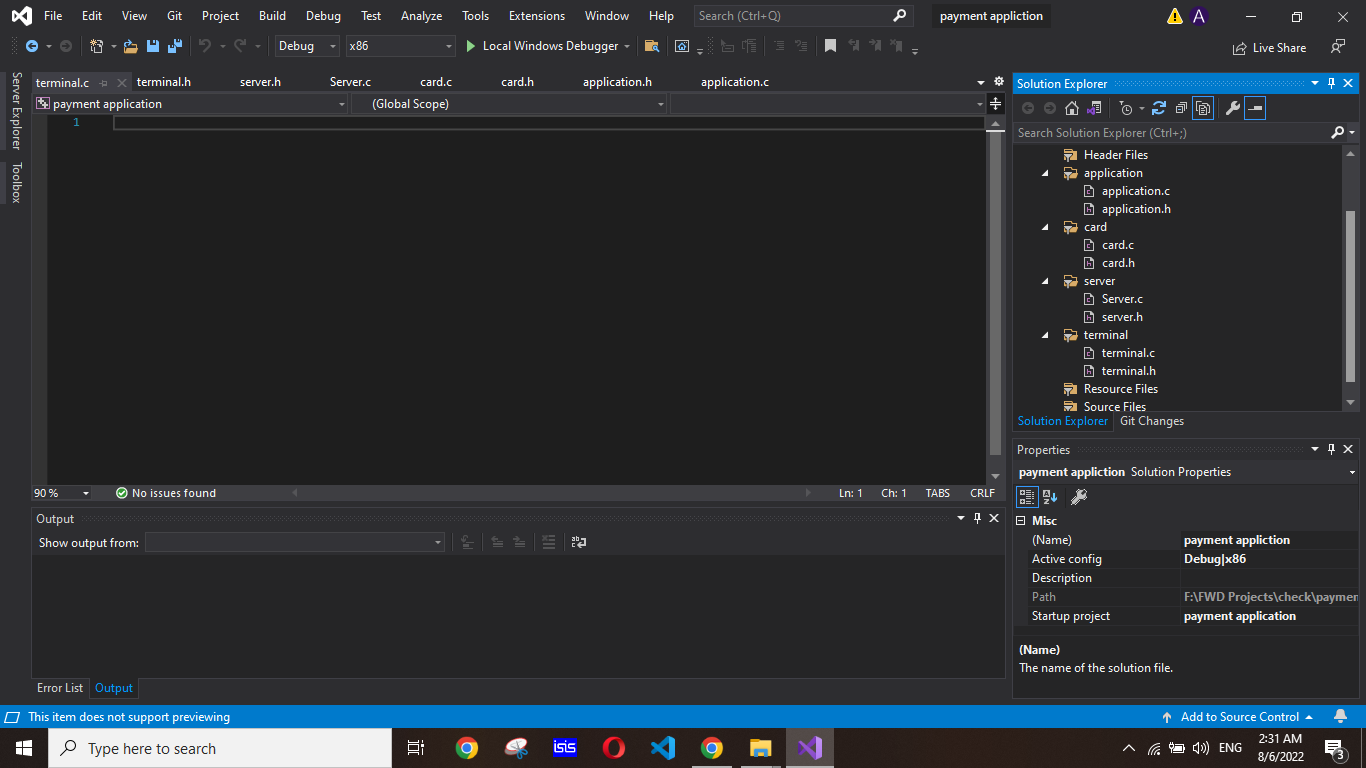 File Edit View Git Project Build Debug Test Analyze Tools Extensions Window Help Search (Ctrl+Q) payment appliction A
Debug x86 Local Windows Debugger Live Share
terminal.c terminal.h server.h Server.c card.c card.h application.h application.c
payment application (Global Scope)
1
Server Explorer
Toolbox
90 % No issues found Ln: 1 Ch: 1 TABS CRLF
Output
Show output from:
Error List Output
Solution Explorer
Search Solution Explorer (Ctrl+;)
Header Files
application
application.c
application.h
card
card.c
card.h
server
Server.c
server.h
terminal
terminal.c
terminal.h
Resource Files
Source Files
Solution Explorer Git Changes
Properties
payment appliction Solution Properties
Misc
(Name) payment appliction
Active config Debug|x86
Description
Path F:\FWD Projects\check\paymen
Startup project payment application
(Name)
The name of the solution file.
This item does not support previewing Add to Source Control
Type here to search isis ENG 2:31 AM
8/6/2022 3